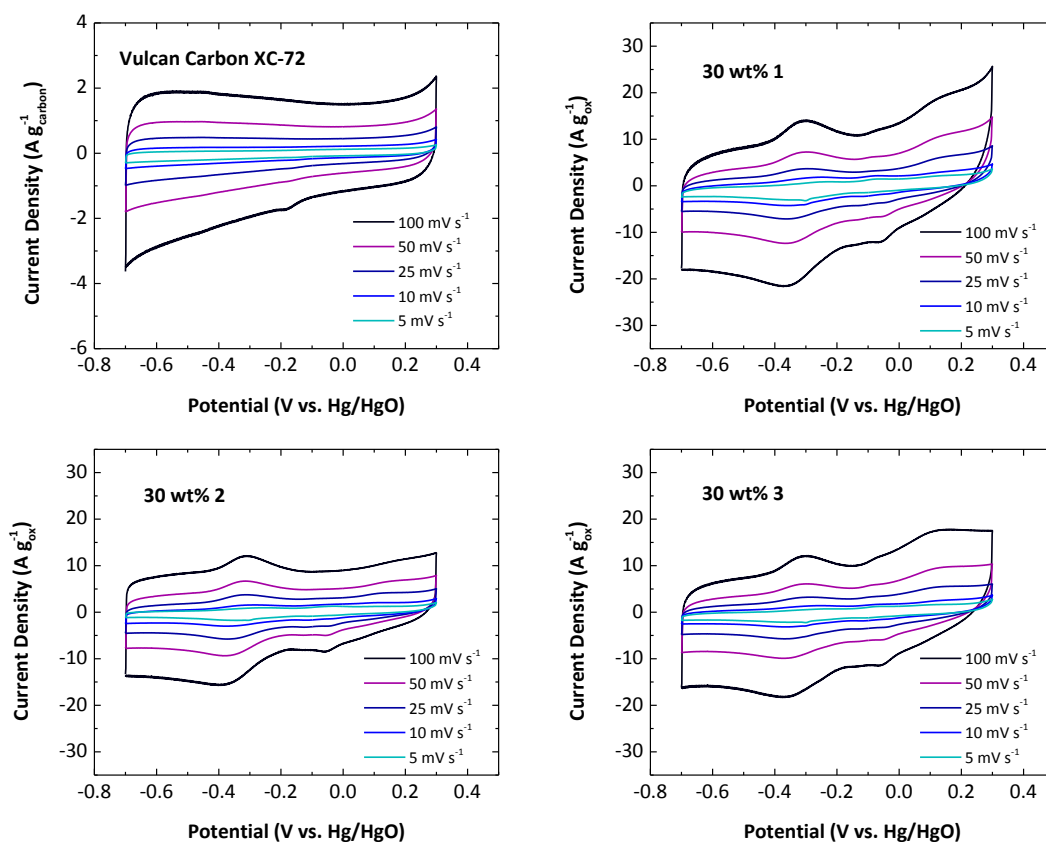 Vulcan Carbon XC-72
Current Density (A g⁻¹carbon)
4
2
0
-2
-4
-6
100 mV s⁻¹
50 mV s⁻¹
25 mV s⁻¹
10 mV s⁻¹
5 mV s⁻¹
-0.8 -0.6 -0.4 -0.2 0.0 0.2 0.4
Potential (V vs. Hg/HgO)
30 wt% 1
Current Density (A g⁻¹ox)
30
20
10
0
-10
-20
-30
100 mV s⁻¹
50 mV s⁻¹
25 mV s⁻¹
10 mV s⁻¹
5 mV s⁻¹
-0.8 -0.6 -0.4 -0.2 0.0 0.2 0.4
Potential (V vs. Hg/HgO)
30 wt% 2
Current Density (A g⁻¹ox)
30
20
10
0
-10
-20
-30
100 mV s⁻¹
50 mV s⁻¹
25 mV s⁻¹
10 mV s⁻¹
5 mV s⁻¹
-0.8 -0.6 -0.4 -0.2 0.0 0.2 0.4
Potential (V vs. Hg/HgO)
30 wt% 3
Current Density (A g⁻¹ox)
30
20
10
0
-10
-20
-30
100 mV s⁻¹
50 mV s⁻¹
25 mV s⁻¹
10 mV s⁻¹
5 mV s⁻¹
-0.8 -0.6 -0.4 -0.2 0.0 0.2 0.4
Potential (V vs. Hg/HgO)